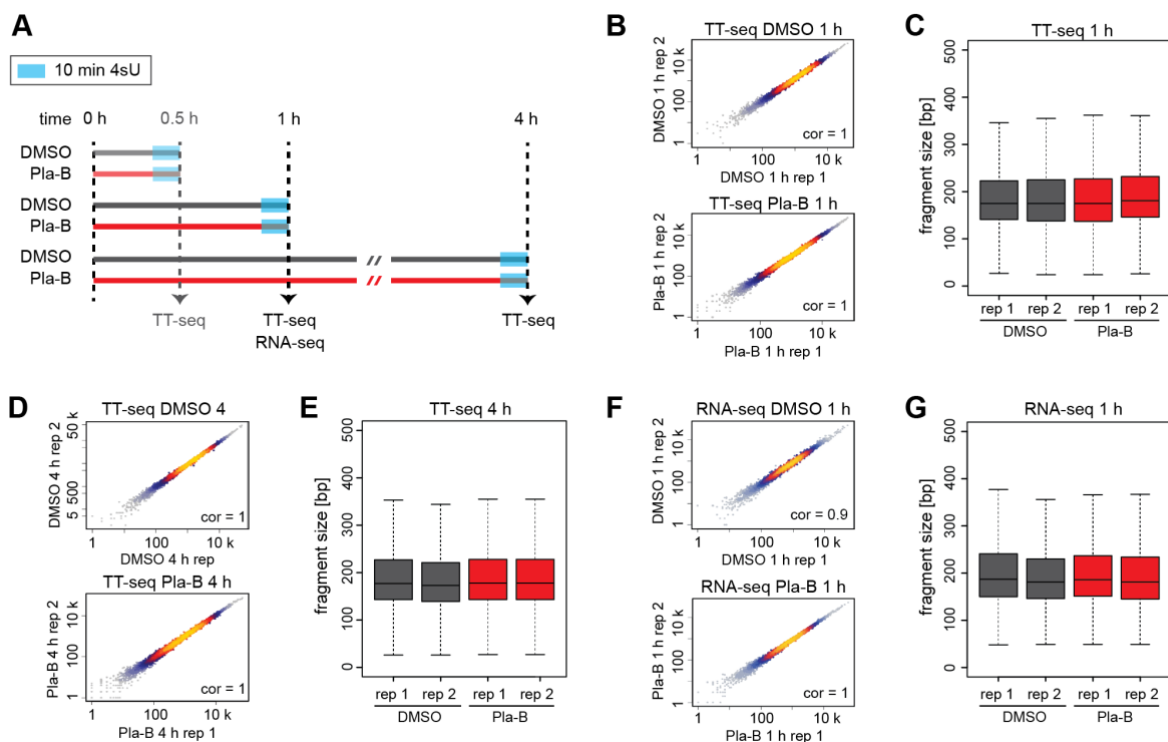 A
10 min 4sU
time 0 h 0.5 h 1 h 4 h
DMSO
Pla-B
DMSO
Pla-B
DMSO
Pla-B
TT-seq TT-seq TT-seq
RNA-seq
B
TT-seq DMSO 1 h
DMSO 1 h rep 2
1 100 10 k
cor = 1
1 100 10 k
DMSO 1 h rep 1
TT-seq Pla-B 1 h
Pla-B 1 h rep 2
1 100 10 k
cor = 1
1 100 10 k
Pla-B 1 h rep 1
C
TT-seq 1 h
fragment size [bp]
500
400
300
200
100
0
rep 1 rep 2 rep 1 rep 2
DMSO Pla-B
D
TT-seq DMSO 4
DMSO 4 h rep 2
5 500 50 k
cor = 1
1 100 10 k
DMSO 4 h rep
TT-seq Pla-B 4 h
Pla-B 4 h rep 2
1 100 10 k
cor = 1
1 100 10 k
Pla-B 4 h rep 1
E
TT-seq 4 h
fragment size [bp]
500
400
300
200
100
0
rep 1 rep 2 rep 1 rep 2
DMSO Pla-B
F
RNA-seq DMSO 1 h
DMSO 1 h rep 2
1 100 10 k
cor = 0.9
1 100 10 k
DMSO 1 h rep 1
RNA-seq Pla-B 1 h
Pla-B 1 h rep 2
1 100 10 k
cor = 1
1 100 10 k
Pla-B 1 h rep 1
G
RNA-seq 1 h
fragment size [bp]
500
400
300
200
100
0
rep 1 rep 2 rep 1 rep 2
DMSO Pla-B